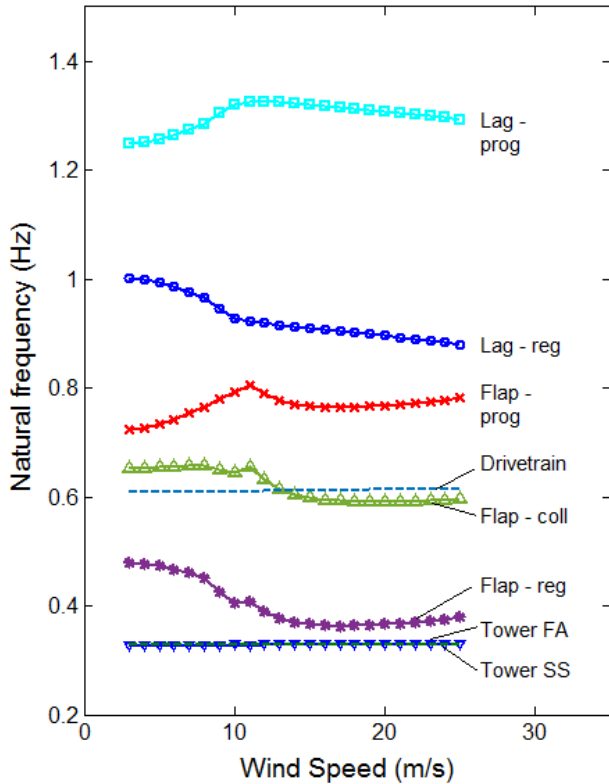 1.4
Lag -
prog
1.2
1
Lag - reg
0.8
Flap -
prog
Drivetrain
0.6
Flap - coll
Flap - reg
0.4
Tower FA
Tower SS
0.2
0
10
20
30
Wind Speed (m/s)
Natural frequency (Hz)